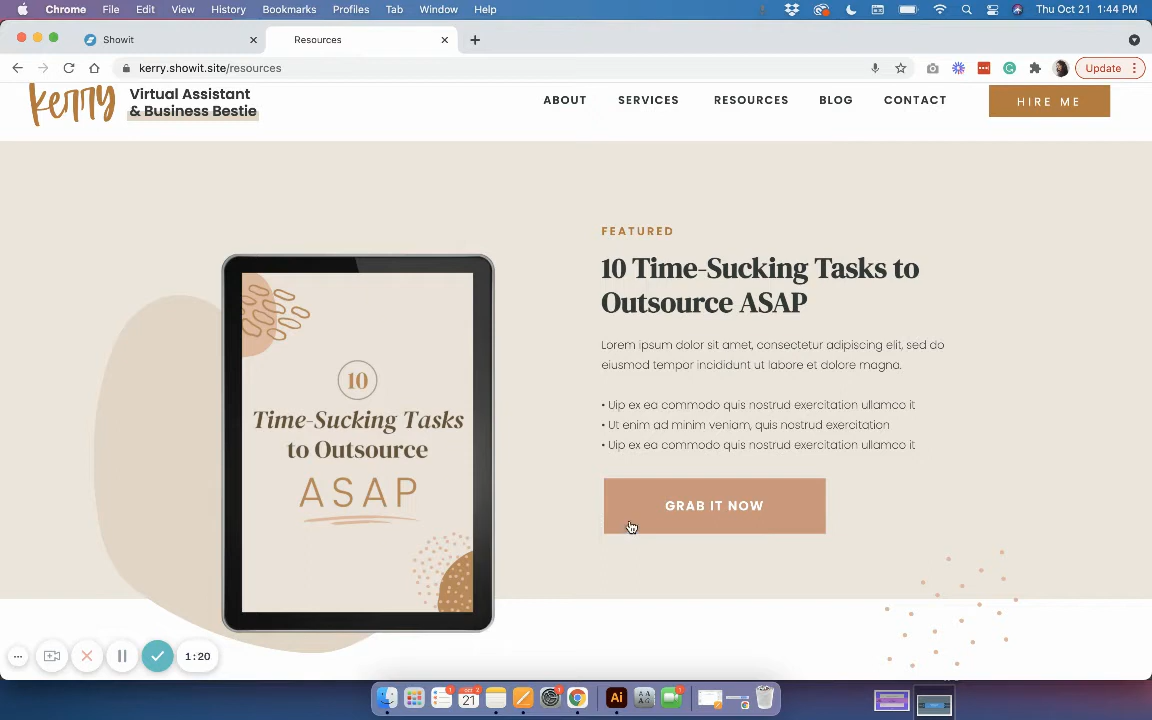 Chrome File Edit View History Bookmarks Profiles Tab Window Help Thu Oct 21 1:44 PM
Showit
Resources
kerry.showit.site/resources
Update
kerry
Virtual Assistant
& Business Bestie
ABOUT SERVICES RESOURCES BLOG CONTACT
HIRE ME
FEATURED
10 Time-Sucking Tasks to
Outsource ASAP
Lorem ipsum dolor sit amet, consectetur adipiscing elit, sed do
eiusmod tempor incididunt ut labore et dolore magna.
• Uip ex ea commodo quis nostrud exercitation ullamco it
• Ut enim ad minim veniam, quis nostrud exercitation
• Uip ex ea commodo quis nostrud exercitation ullamco it
GRAB IT NOW
10
Time-Sucking Tasks
to Outsource
ASAP
1:20
21
Ai